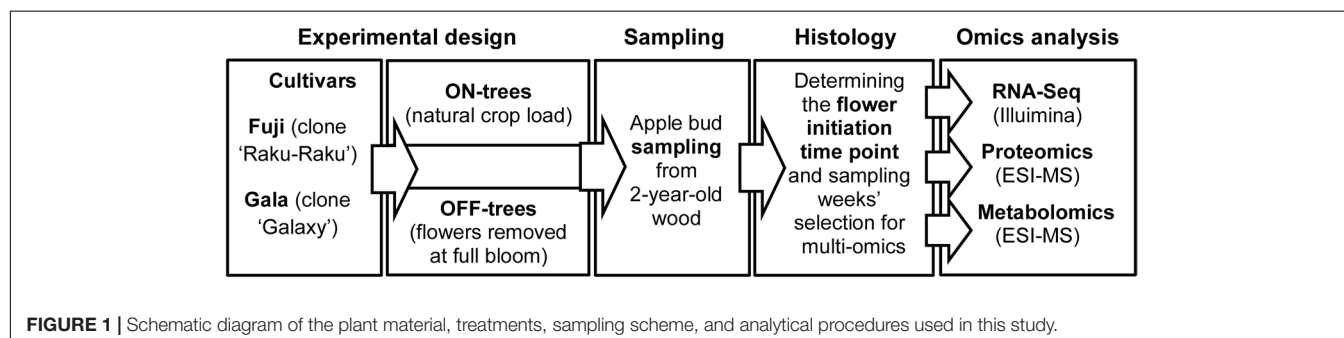 Experimental design
Sampling
Histology
Omics analysis
Cultivars
Fuji (clone
'Raku-Raku')
Gala (clone
'Galaxy')
ON-trees
(natural crop load)
OFF-trees
(flowers removed
at full bloom)
Apple bud
sampling
from
2-year-old
wood
Determining
the flower
initiation
time point
and sampling
weeks'
selection for
multi-omics
RNA-Seq
(Illuimina)
Proteomics
(ESI-MS)
Metabolomics
(ESI-MS)
FIGURE 1 | Schematic diagram of the plant material, treatments, sampling scheme, and analytical procedures used in this study.